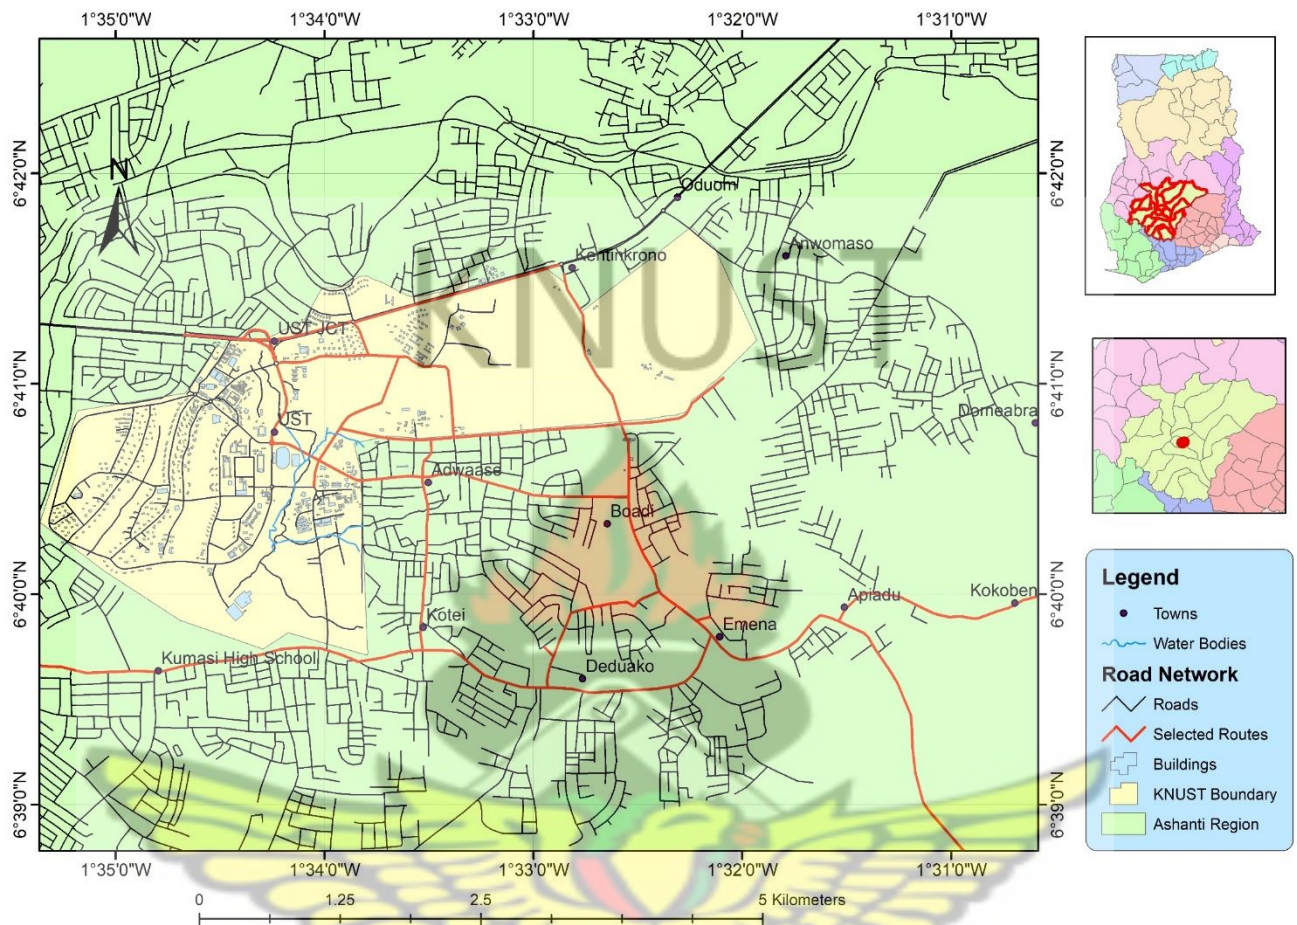 1°35'0"W 1°34'0"W 1°33'0"W 1°32'0"W 1°31'0"W
6°42'0"N 6°42'0"N
N
Oduom
Anwomaso
Kentinkrono
KNUST
UST JCT
6°41'0"N 6°41'0"N
Domeabra
UST
Adwaase
Boadi
6°40'0"N 6°40'0"N
Apiadu
Kokoben
Kotei
Emena
Kumasi High School
Deduako
6°39'0"N 6°39'0"N
1°35'0"W 1°34'0"W 1°33'0"W 1°32'0"W 1°31'0"W
0 1.25 2.5 5 Kilometers
Legend
Towns
Water Bodies
Road Network
Roads
Selected Routes
Buildings
KNUST Boundary
Ashanti Region